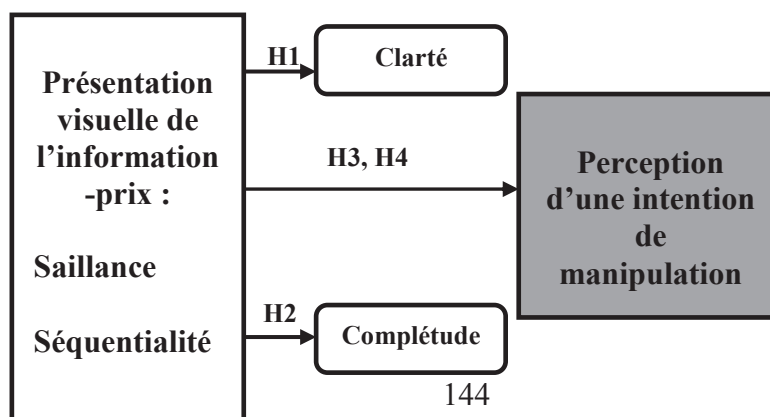 Présentation
visuelle de
l’information
-prix :
Saillance
Séquentialité
H1
Clarté
H3, H4
Perception
d’une intention
de
manipulation
H2
Complétude
144